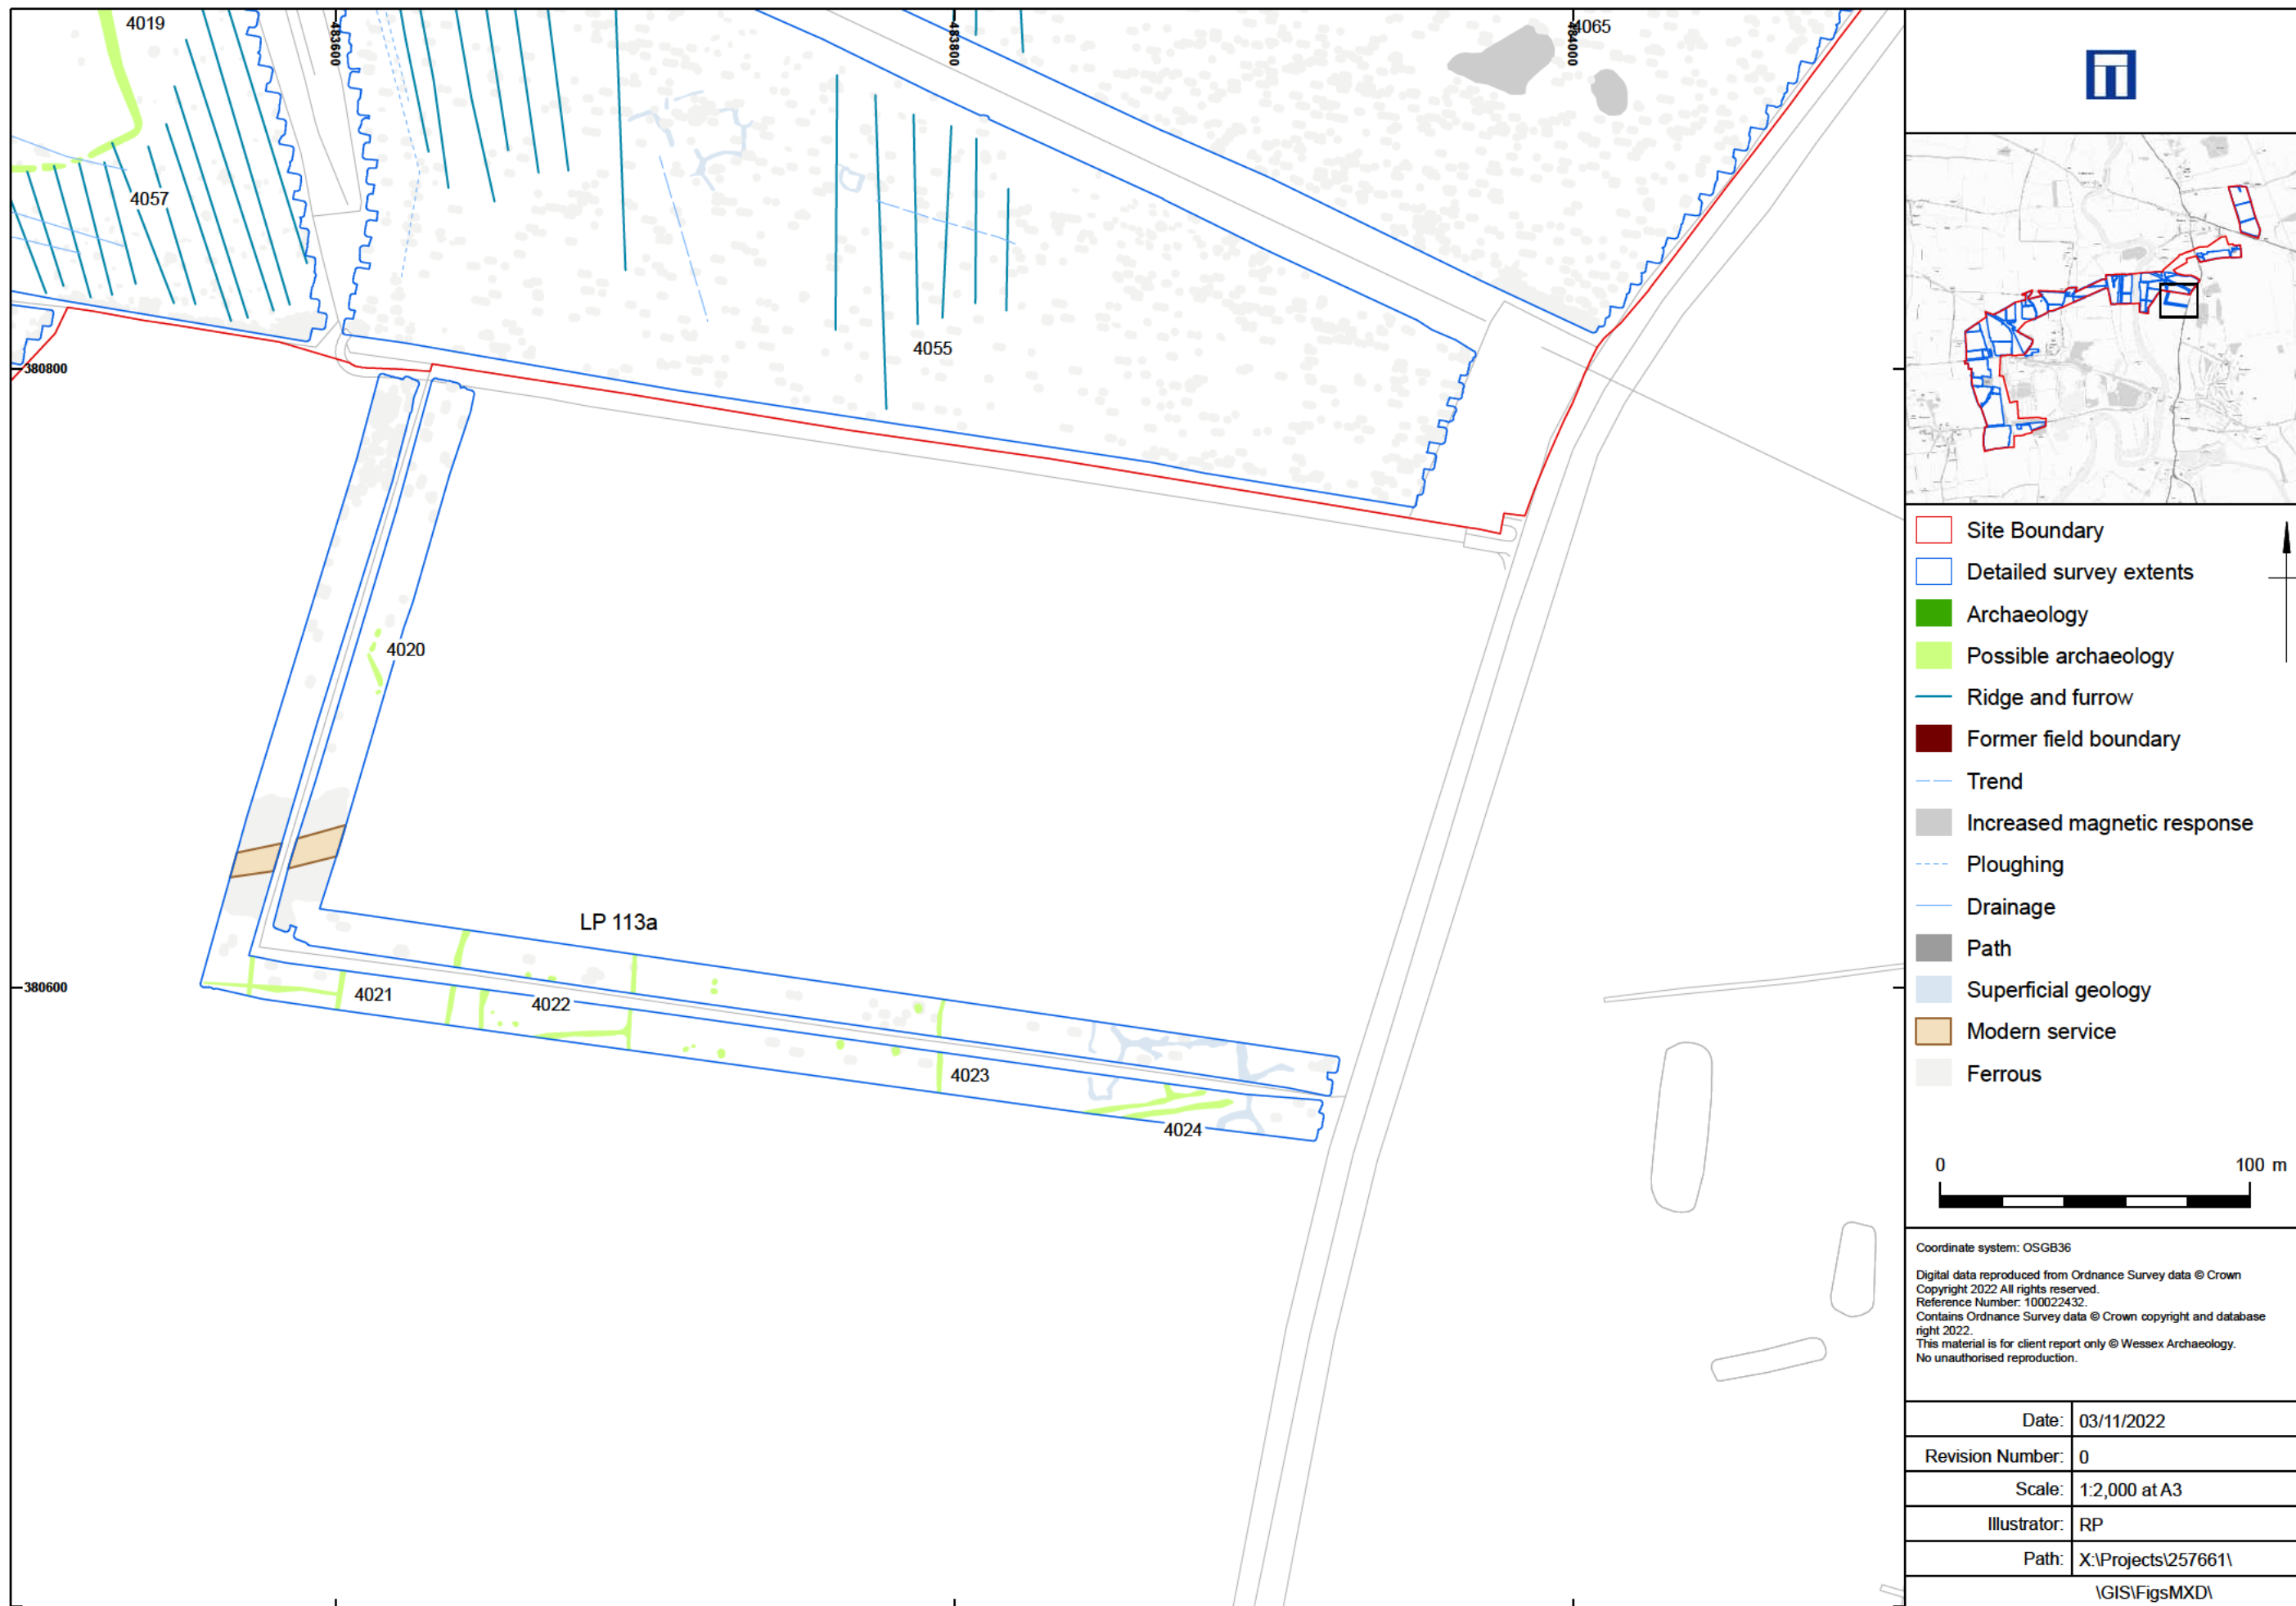 4019
483600
483800
484000
4065
4057
4055
380800
4020
LP 113a
380600
4021
4022
4023
4024
Site Boundary
Detailed survey extents
Archaeology
Possible archaeology
Ridge and furrow
Former field boundary
Trend
Increased magnetic response
Ploughing
Drainage
Path
Superficial geology
Modern service
Ferrous
0 100 m
Coordinate system: OSGB36
Digital data reproduced from Ordnance Survey data © Crown
Copyright 2022 All rights reserved.
Reference Number: 100022432.
Contains Ordnance Survey data © Crown copyright and database
right 2022.
This material is for client report only © Wessex Archaeology.
No unauthorised reproduction.
Date: 03/11/2022
Revision Number: 0
Scale: 1:2,000 at A3
Illustrator: RP
Path: X:\Projects\257661\
\GIS\FigsMXD\